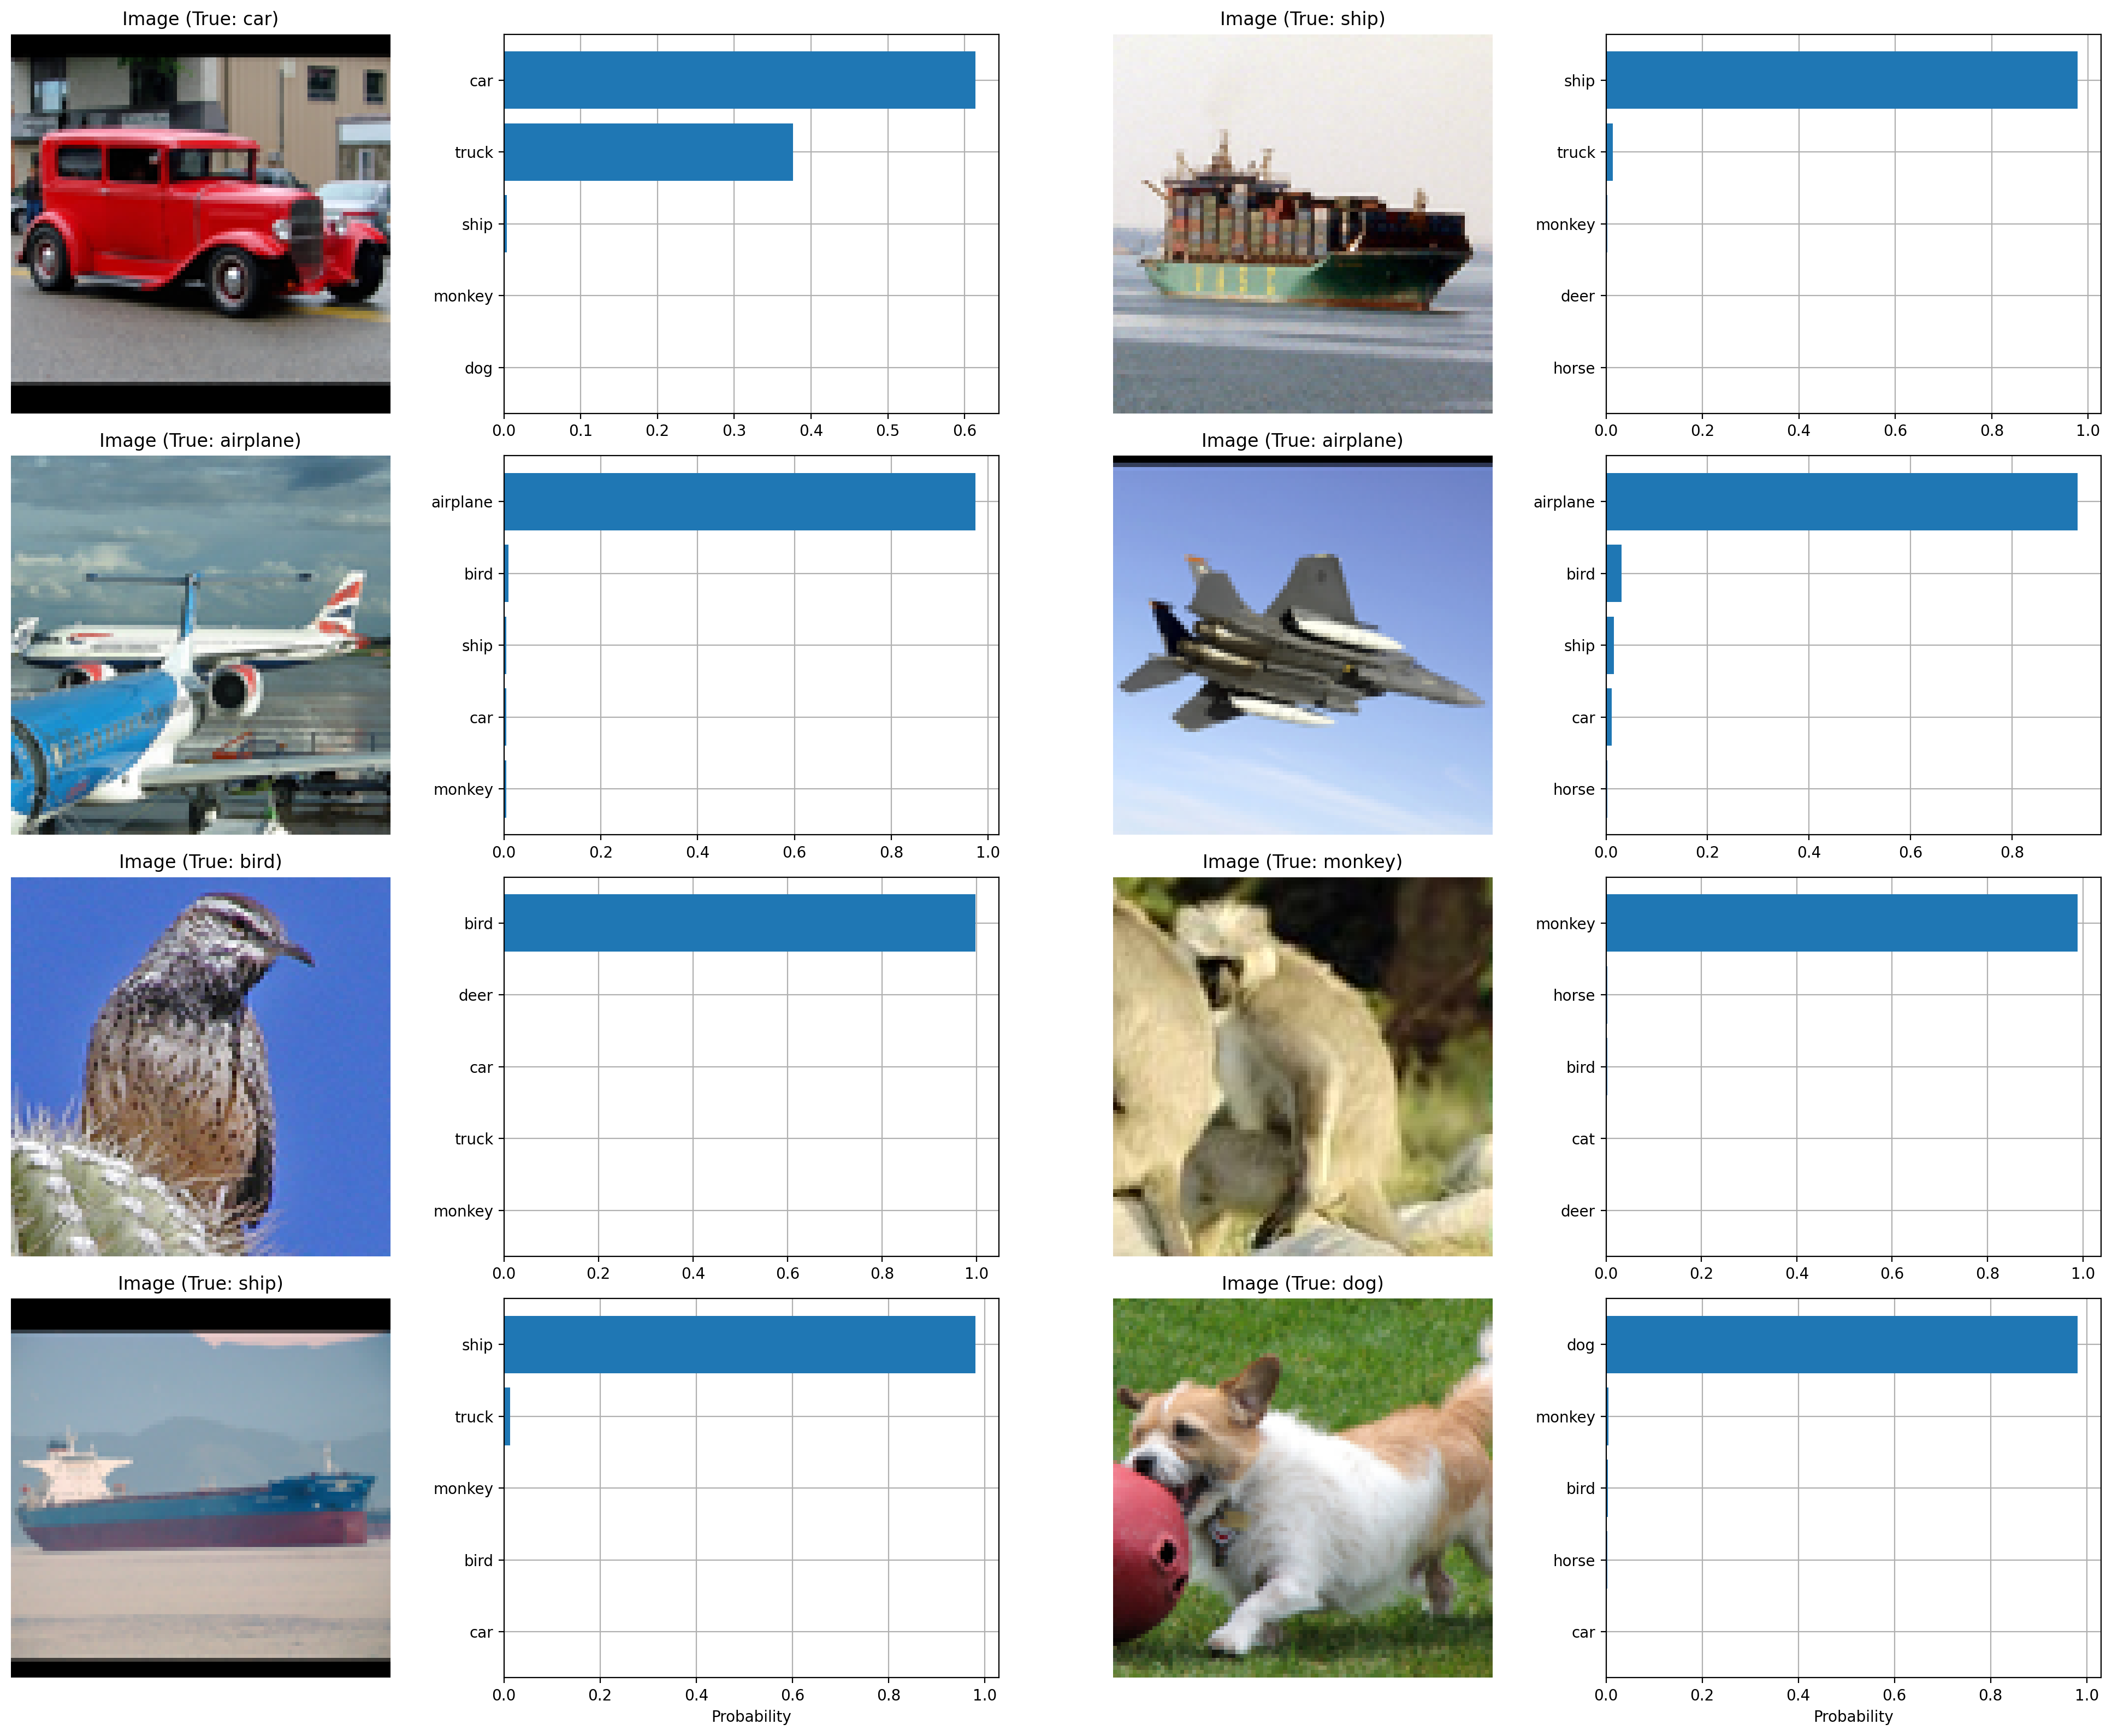 Image (True: car)
car
truck
ship
monkey
dog
0.0 0.1 0.2 0.3 0.4 0.5 0.6
Image (True: ship)
ship
truck
monkey
deer
horse
0.0 0.2 0.4 0.6 0.8 1.0
Image (True: airplane)
airplane
bird
ship
car
monkey
0.0 0.2 0.4 0.6 0.8 1.0
Image (True: airplane)
airplane
bird
ship
car
horse
0.0 0.2 0.4 0.6 0.8
Image (True: bird)
bird
deer
car
truck
monkey
0.0 0.2 0.4 0.6 0.8 1.0
Image (True: monkey)
monkey
horse
bird
cat
deer
0.0 0.2 0.4 0.6 0.8 1.0
Image (True: ship)
ship
truck
monkey
bird
car
0.0 0.2 0.4 0.6 0.8 1.0
Probability
Image (True: dog)
dog
monkey
bird
horse
car
0.0 0.2 0.4 0.6 0.8 1.0
Probability